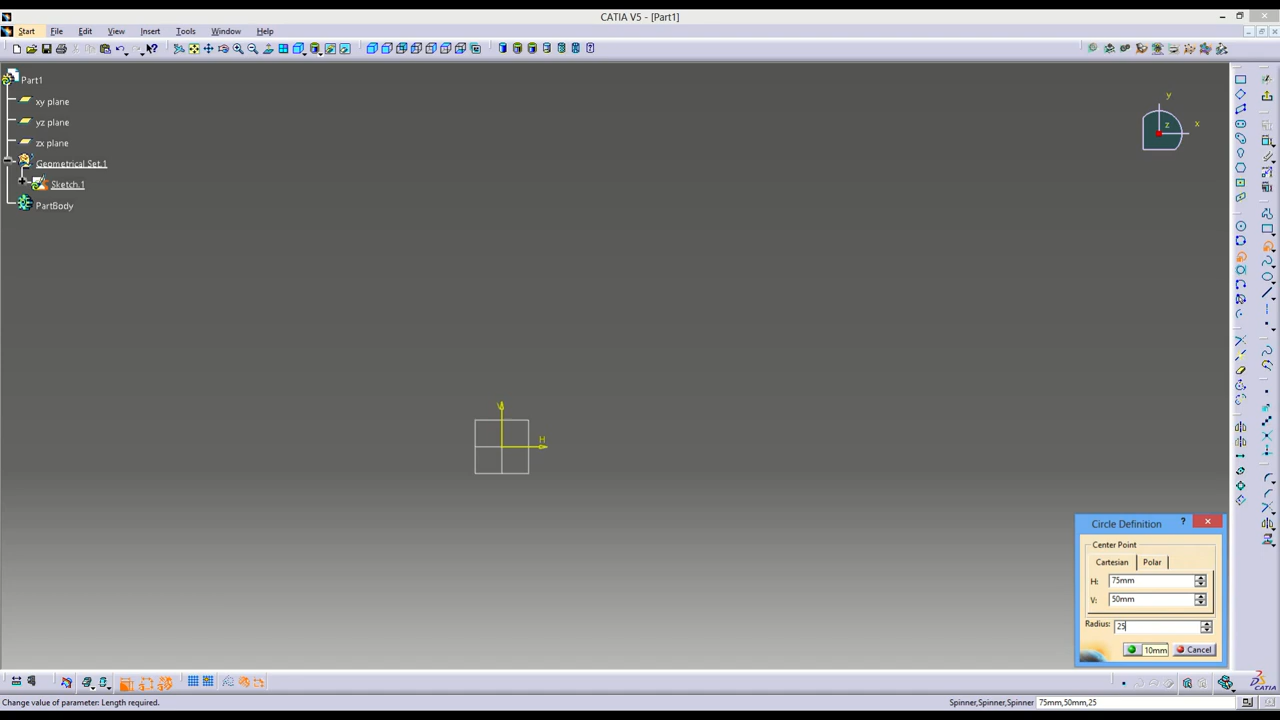 CATIA V5 - [Part1]
Start File Edit View Insert Tools Window Help
Part1
xy plane
yz plane
zx plane
Geometrical Set.1
Sketch.1
PartBody
y
z
x
V
H
Circle Definition ?
Center Point
Cartesian Polar
H: 75mm
V: 50mm
Radius: 25
10mm Cancel
CATIA
Change value of parameter: Length required. Spinner,Spinner,Spinner 75mm,50mm,25